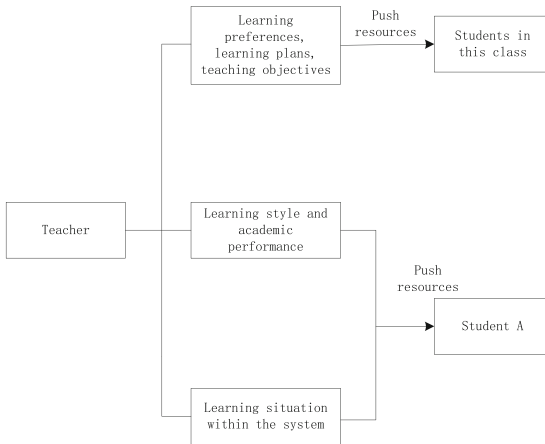 Learning
preferences,
learning plans,
teaching objectives
Push
resources
Students in
this class
Teacher
Learning style and
academic
performance
Push
resources
Student A
Learning situation
within the system